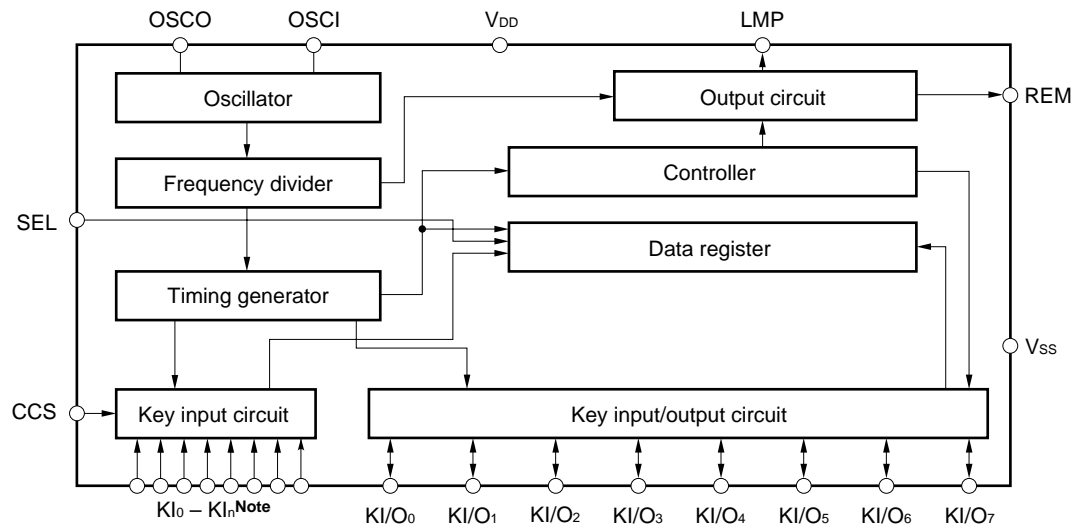 OSCO OSCI VDD LMP
Oscillator
Output circuit
REM
Frequency divider
Controller
SEL
Data register
Timing generator
VSS
CCS
Key input circuit
Key input/output circuit
KI0 – KInNote
KI/O0 KI/O1 KI/O2 KI/O3 KI/O4 KI/O5 KI/O6 KI/O7